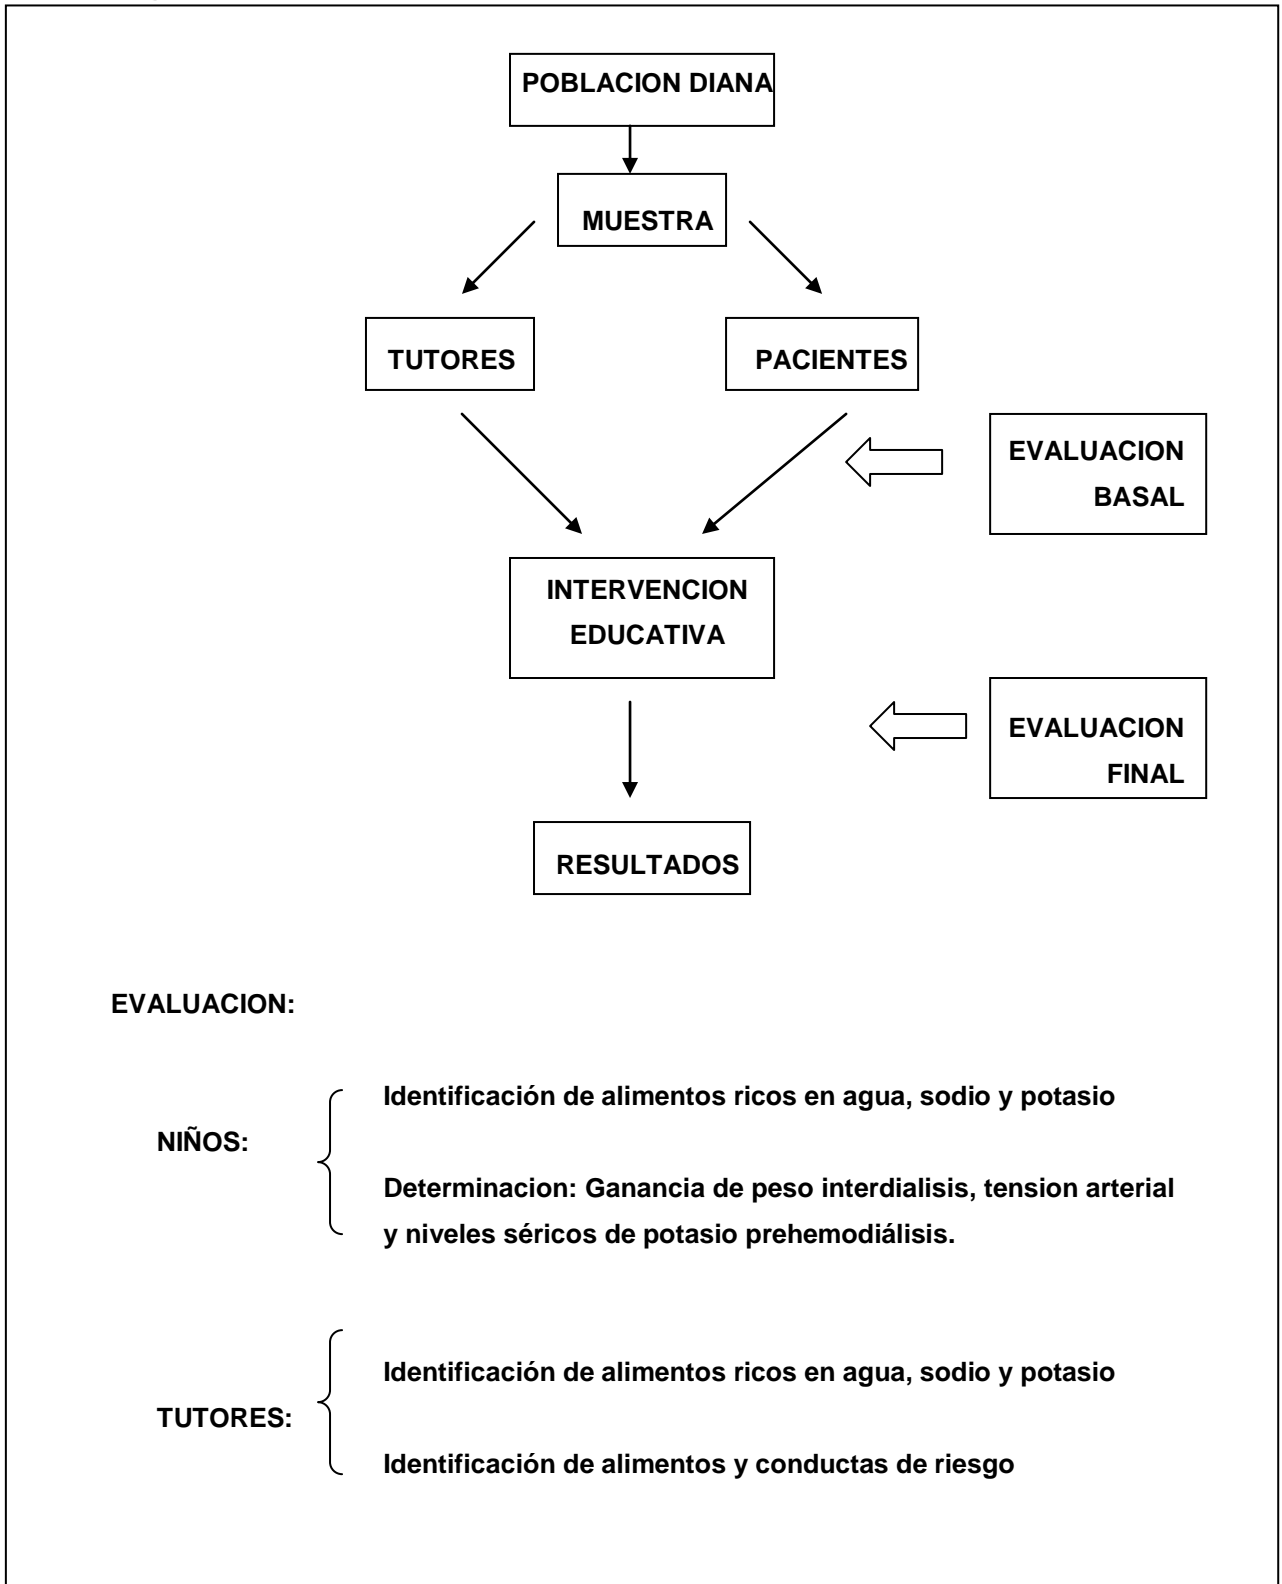 POBLACION DIANA
MUESTRA
TUTORES
PACIENTES
EVALUACION
BASAL
INTERVENCION
EDUCATIVA
EVALUACION
FINAL
RESULTADOS
EVALUACION:
NIÑOS:
Identificación de alimentos ricos en agua, sodio y potasio
Determinacion: Ganancia de peso interdialisis, tension arterial
y niveles séricos de potasio prehemodiálisis.
TUTORES:
Identificación de alimentos ricos en agua, sodio y potasio
Identificación de alimentos y conductas de riesgo